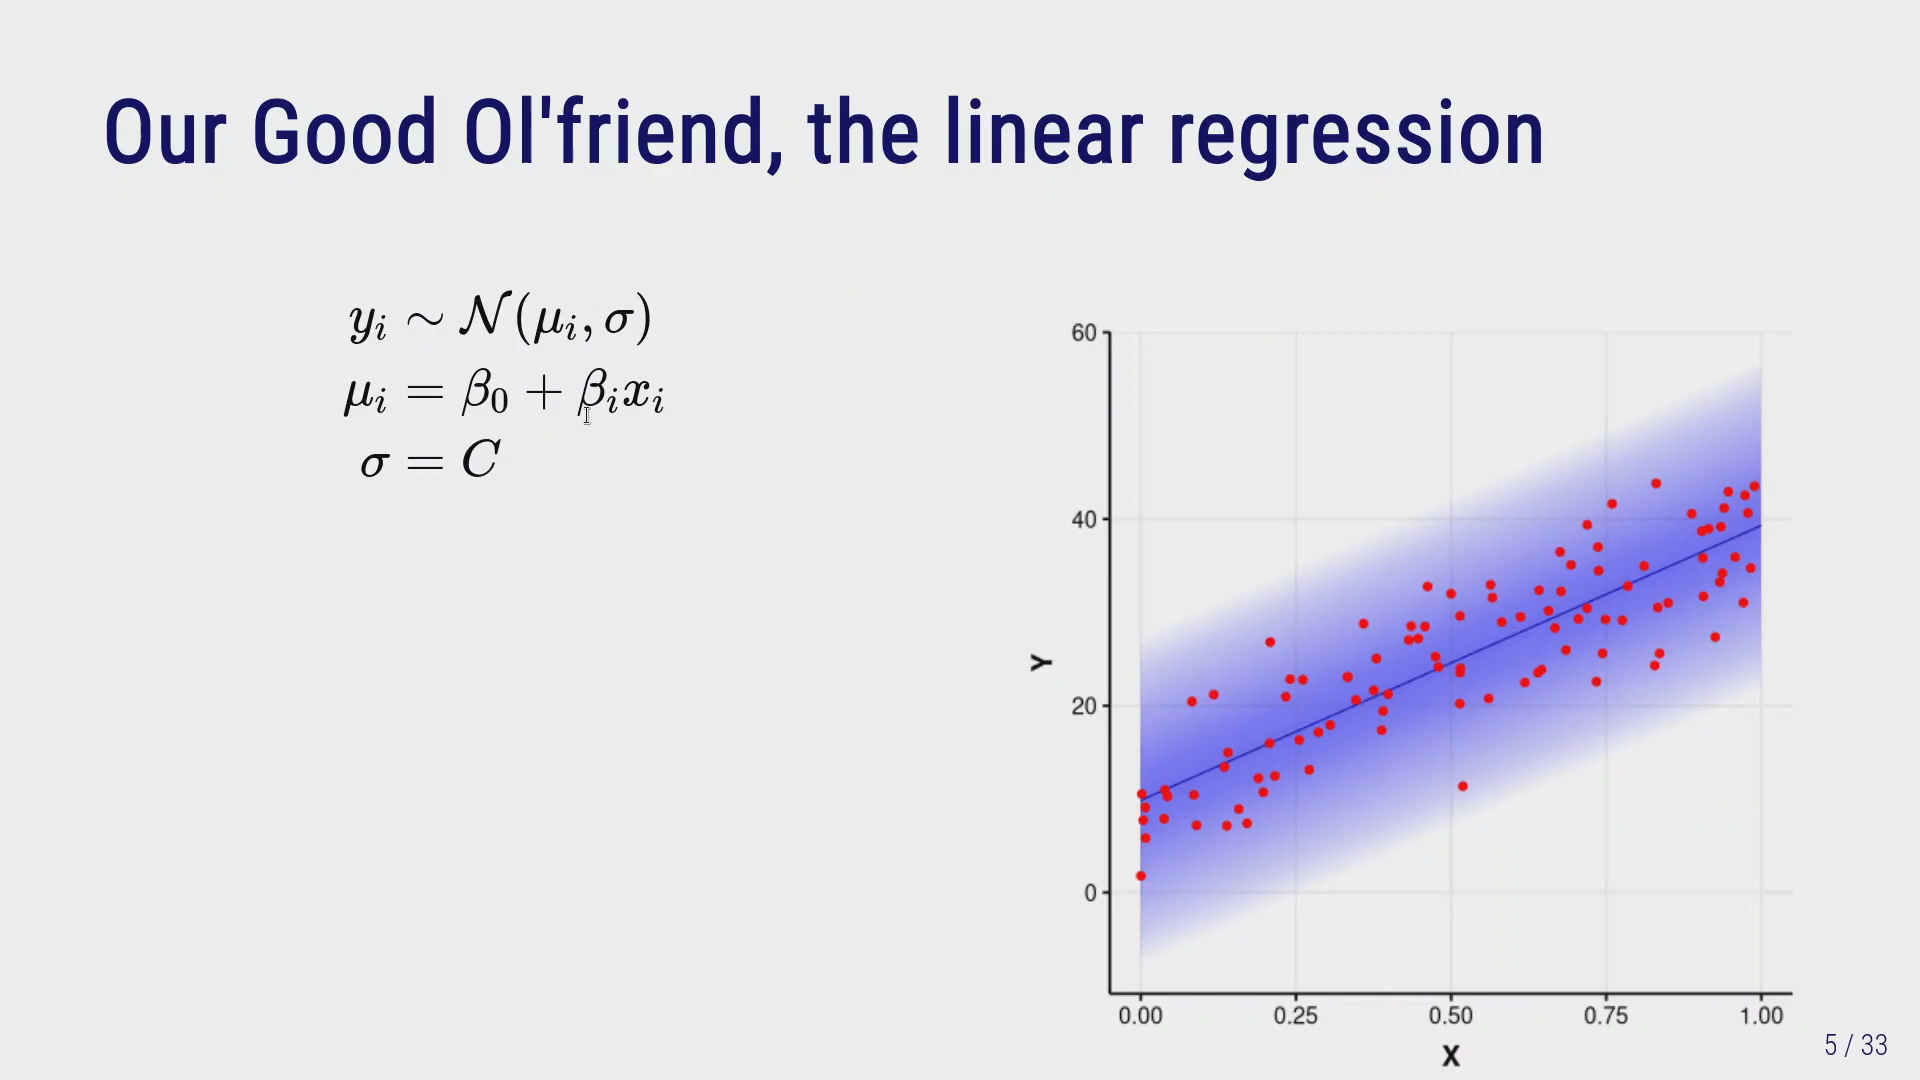 Our Good Ol'friend, the linear regression
y_i ∼ 𝒩(μ_i, σ)
μ_i = β_0 + β_i x_i
σ = C
60
40
20
0
Y
0.00 0.25 0.50 0.75 1.00
X
5 / 33